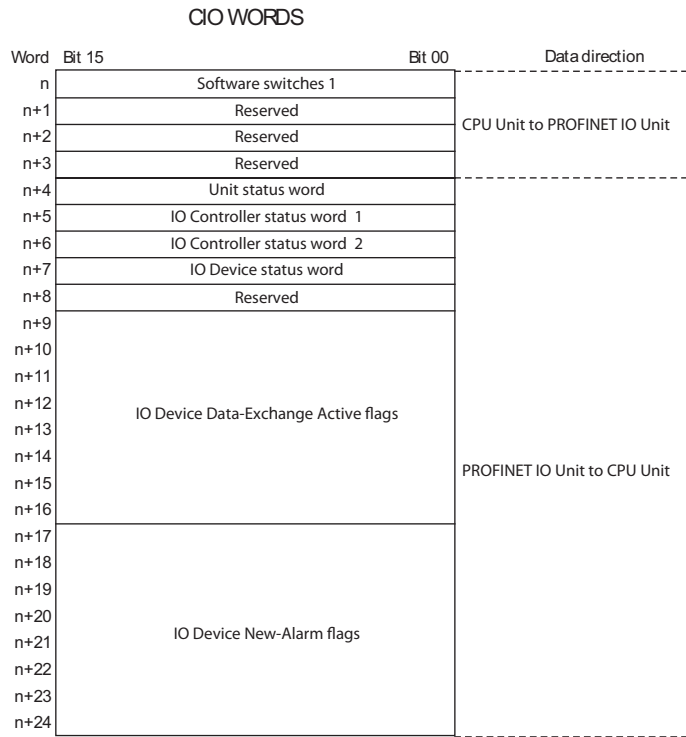 CIO WORDS
Word Bit 15 Bit 00 Data direction
n Software switches 1
n+1 Reserved
CPU Unit to PROFINET IO Unit
n+2 Reserved
n+3 Reserved
n+4 Unit status word
n+5 IO Controller status word 1
n+6 IO Controller status word 2
n+7 IO Device status word
n+8 Reserved
n+9
n+10
n+11
n+12
IO Device Data-Exchange Active flags
n+13
n+14
PROFINET IO Unit to CPU Unit
n+15
n+16
n+17
n+18
n+19
n+20
IO Device New-Alarm flags
n+21
n+22
n+23
n+24